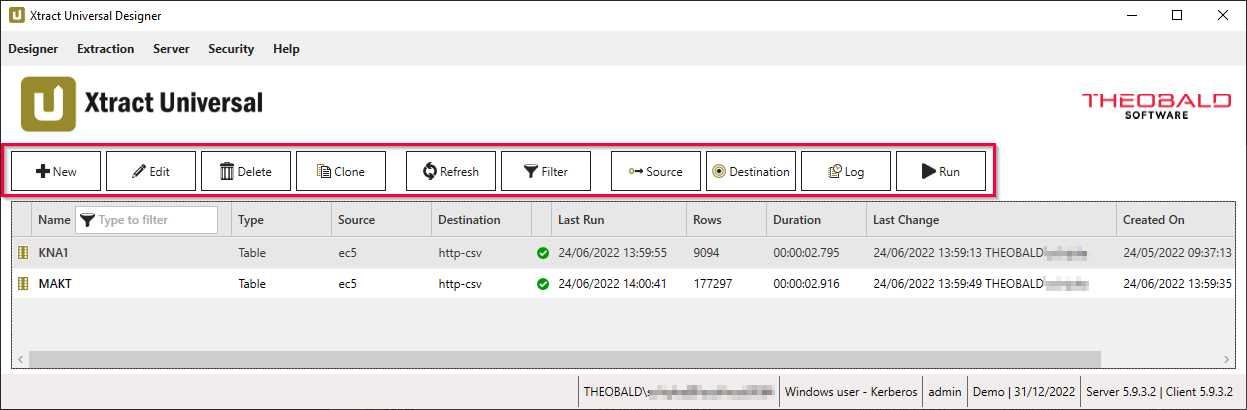 Xtract Universal Designer
Designer Extraction Server Security Help
Xtract Universal
THEOBALD
SOFTWARE
New Edit Delete Clone Refresh Filter Source Destination Log Run
Name Type to filter Type Source Destination Last Run Rows Duration Last Change Created On
KNA1 Table ec5 http-csv 24/06/2022 13:59:55 9094 00:00:02.795 24/06/2022 13:59:13 THEOBALD\ 24/05/2022 09:37:13
MAKT Table ec5 http-csv 24/06/2022 14:00:41 177297 00:00:02.916 24/06/2022 13:59:49 THEOBALD\ 24/06/2022 13:59:35
THEOBALD\ Windows user - Kerberos admin Demo | 31/12/2022 Server 5.9.3.2 | Client 5.9.3.2